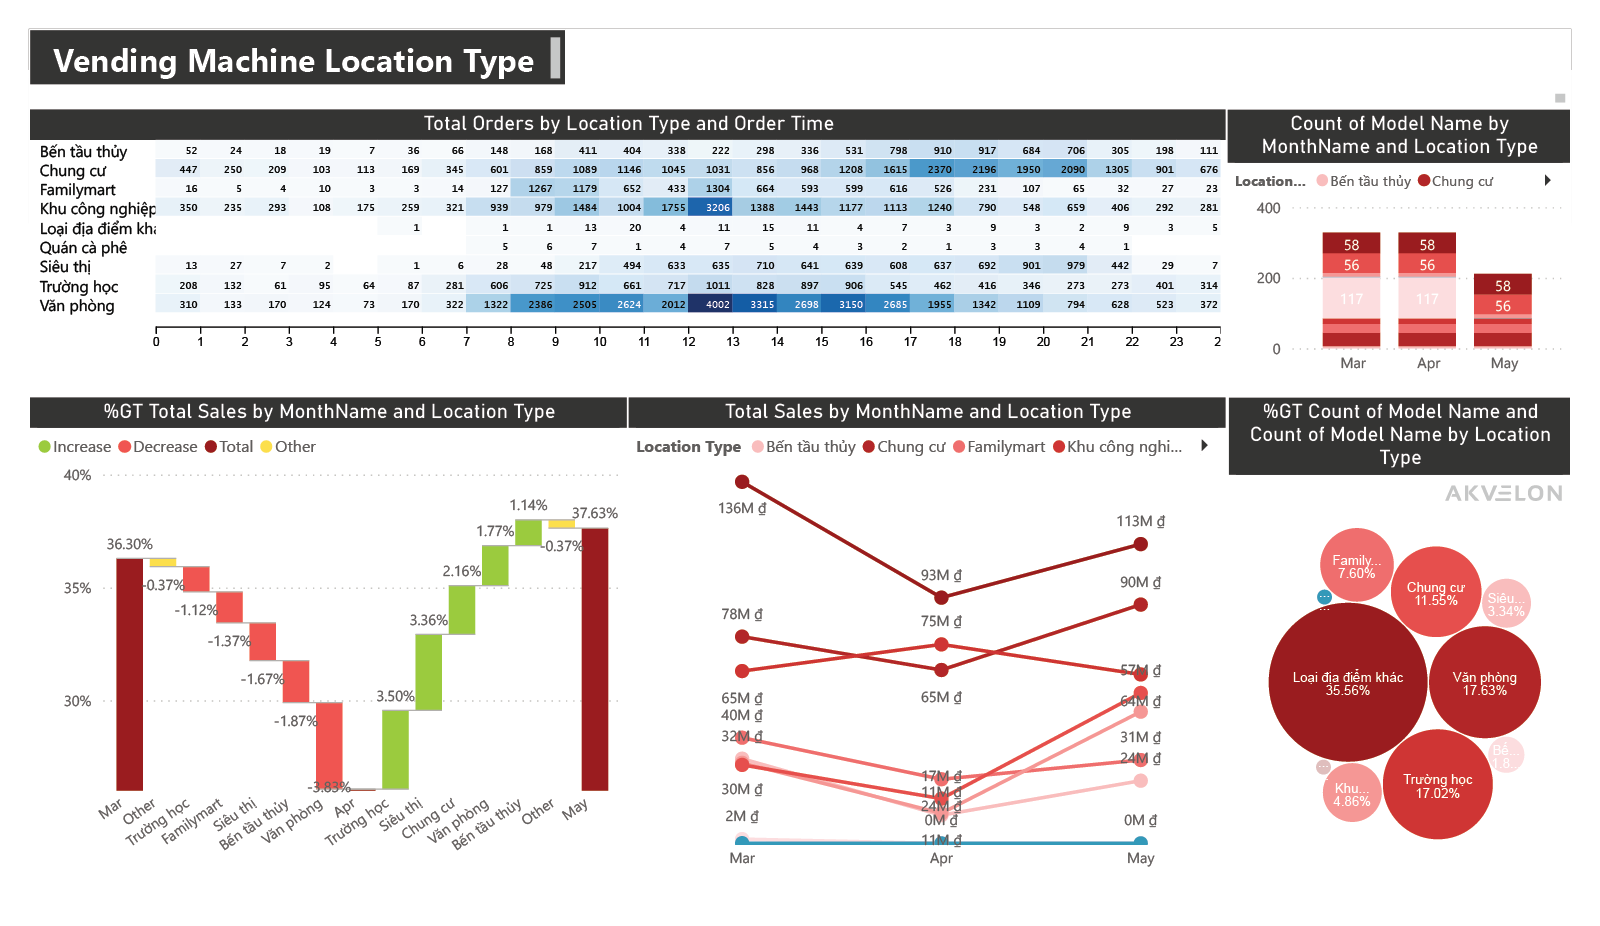 Vending Machine Location Type
Total Orders by Location Type and Order Time
Bến tầu thủy 52 24 18 19 7 36 66 148 168 411 404 338 222 298 336 531 798 910 917 684 706 305 198 111
Chung cư 447 250 209 103 113 169 345 601 859 1089 1146 1045 1031 856 968 1208 1615 2370 2196 1950 2090 1305 901 676
Familymart 16 5 4 10 3 3 14 127 1267 1179 652 433 1304 664 593 599 616 526 231 107 65 32 27 23
Khu công nghiệp 350 235 293 108 175 259 321 939 979 1484 1004 1755 3206 1388 1443 1177 1113 1240 790 548 659 406 292 281
Loại địa điểm kh 1 1 1 13 20 4 11 15 11 4 7 3 9 3 2 9 3 5
Quán cà phê 5 6 7 1 4 7 5 4 3 2 1 3 3 4 1
Siêu thị 13 27 7 2 1 6 28 48 217 494 633 635 710 641 639 608 637 692 901 979 442 29 7
Trường học 208 132 61 95 64 87 281 606 725 912 661 717 1011 828 897 906 545 462 416 346 273 273 401 314
Văn phòng 310 133 170 124 73 170 322 1322 2386 2505 2624 2012 4002 3315 2698 3150 2685 1955 1342 1109 794 628 523 372
0 1 2 3 4 5 6 7 8 9 10 11 12 13 14 15 16 17 18 19 20 21 22 23 2
Count of Model Name by
MonthName and Location Type
Location... Bến tầu thủy Chung cư
400
200
0
58 58
56 56
117 117
58
56
Mar Apr May
%GT Total Sales by MonthName and Location Type
Increase Decrease Total Other
40%
35%
30%
36.30%
-0.37%
-1.12%
-1.37%
-1.67%
-1.87%
-3.83%
3.50%
3.36%
2.16%
1.77%
1.14%
-0.37%
37.63%
Mar
Other
Trường học
Familymart
Siêu thị
Bến tầu thủy
Văn phòng
Apr
Trường học
Siêu thị
Chung cư
Văn phòng
Bến tầu thủy
Other
May
Total Sales by MonthName and Location Type
Location Type Bến tầu thủy Chung cư Familymart Khu công nghi...
136M ₫
78M ₫
65M ₫
40M ₫
32M ₫
30M ₫
2M ₫
93M ₫
75M ₫
65M ₫
17M ₫
11M ₫
24M ₫
0M ₫
11M ₫
113M ₫
90M ₫
57M ₫
64M ₫
31M ₫
24M ₫
0M ₫
Mar Apr May
%GT Count of Model Name and
Count of Model Name by Location
Type
AKVELON
Family...
7.60%
Chung cư
11.55%
Siêu...
3.34%
...
...
Loại địa điểm khác
35.56%
Văn phòng
17.63%
Bế...
1.8...
...
Khu...
4.86%
Trường học
17.02%